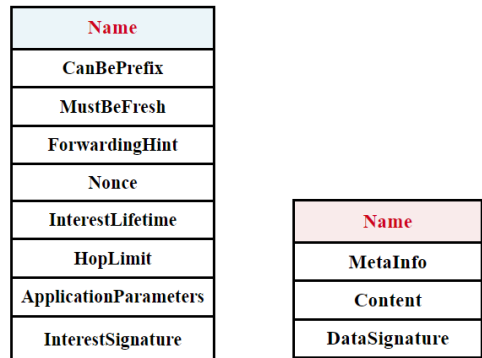 Name
CanBePrefix
MustBeFresh
ForwardingHint
Nonce
InterestLifetime
HopLimit
ApplicationParameters
InterestSignature
Name
MetaInfo
Content
DataSignature